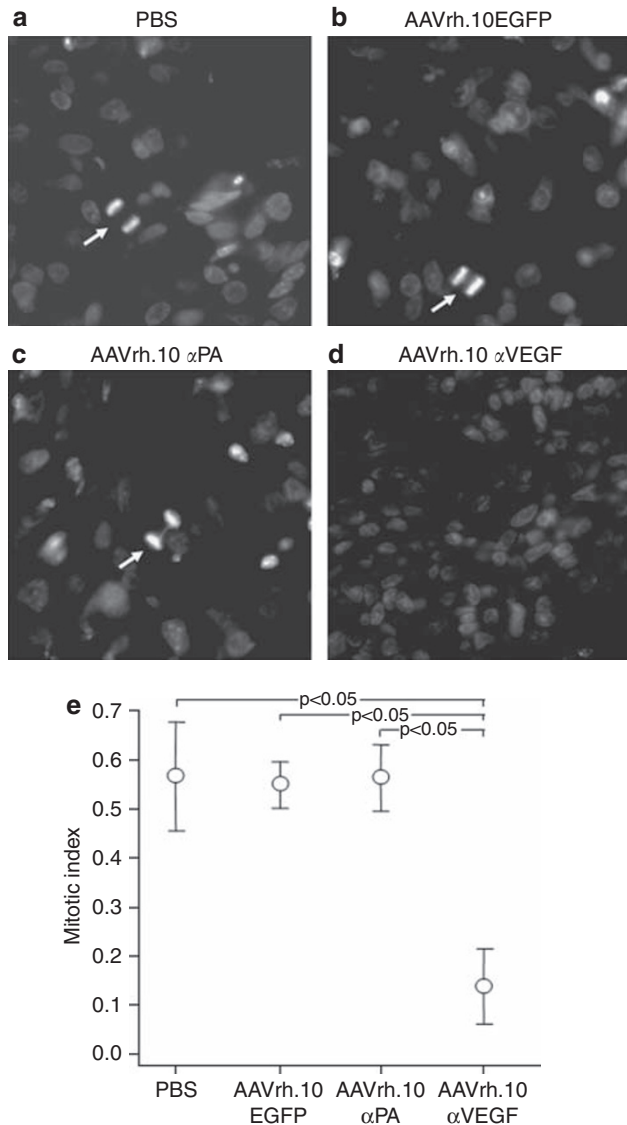 a PBS
b AAVrh.10EGFP
c AAVrh.10 αPA
d AAVrh.10 αVEGF
e
p<0.05
p<0.05
p<0.05
0.7
0.6
0.5
0.4
0.3
0.2
0.1
0.0
Mitotic index
PBS
AAVrh.10
EGFP
AAVrh.10
αPA
AAVrh.10
αVEGF